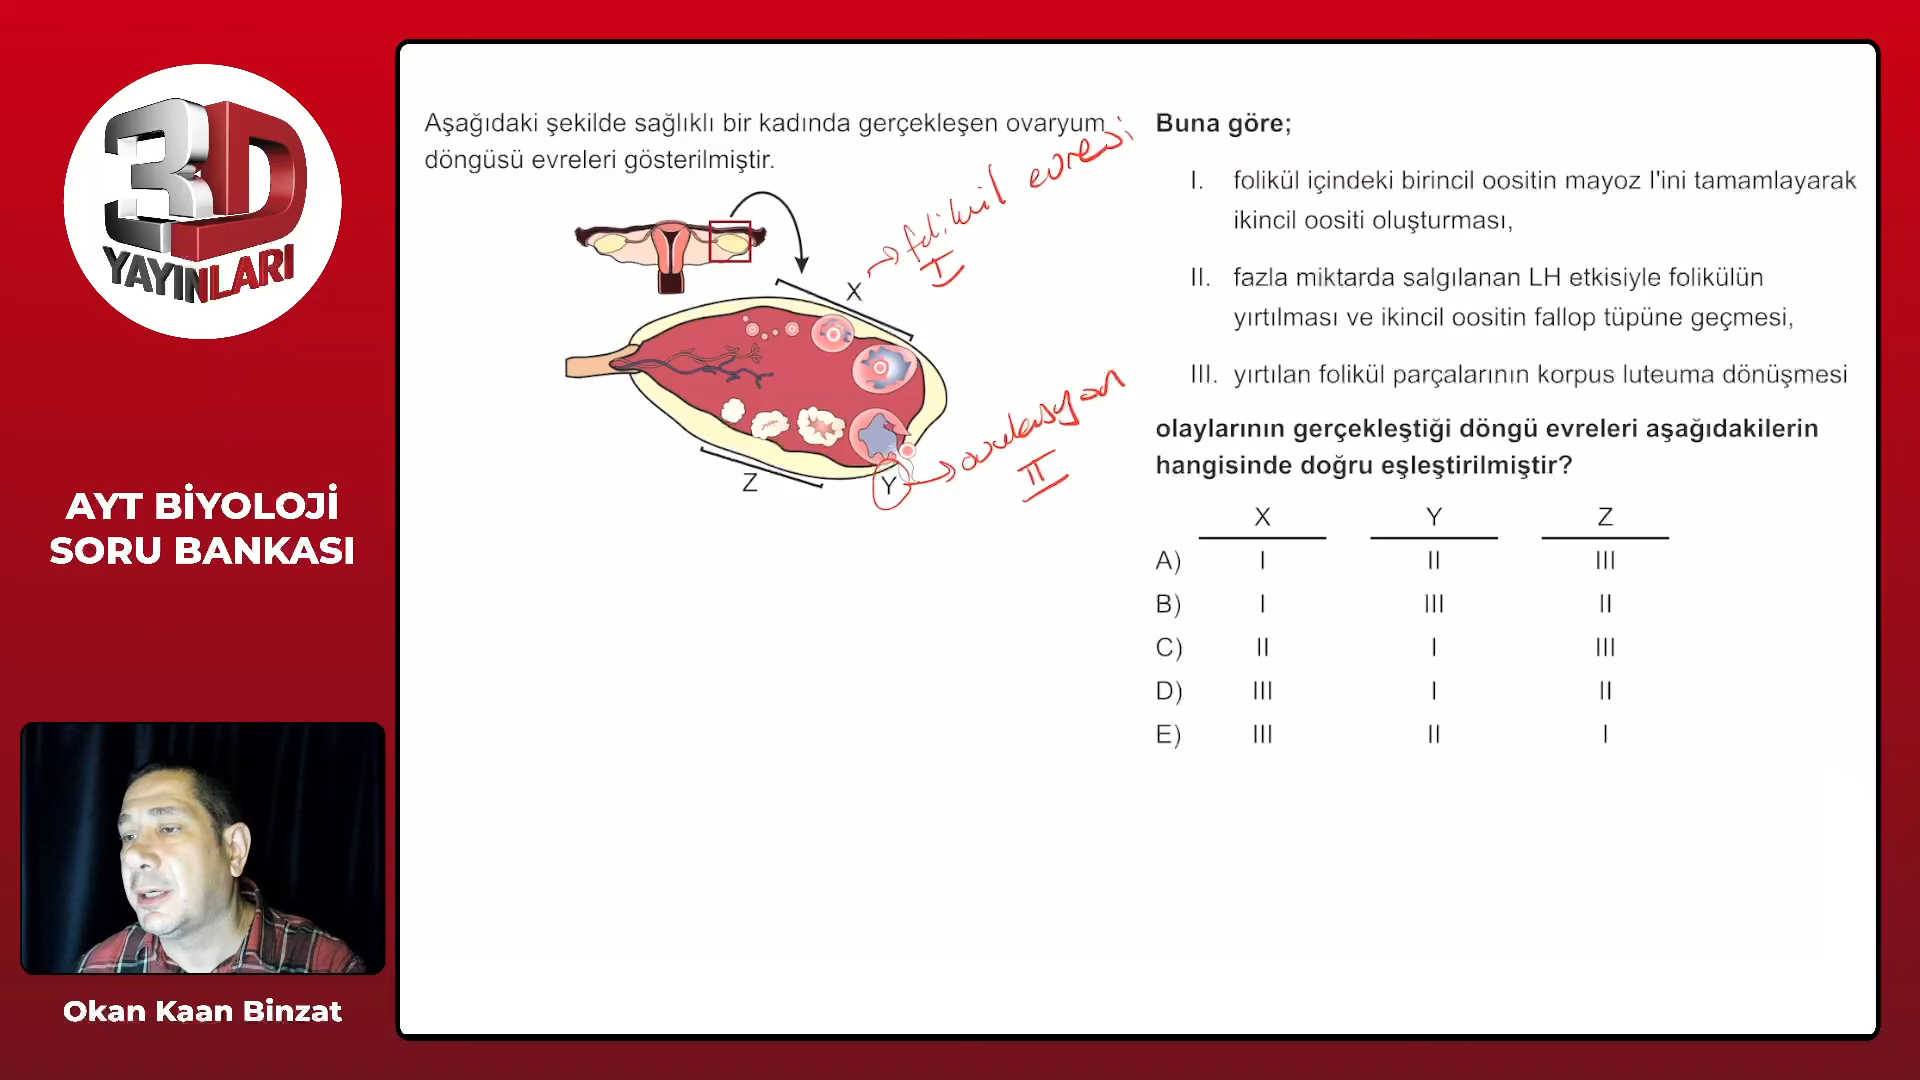 3D
YAYINLARI
AYT BİYOLOJİ
SORU BANKASI
Okan Kaan Binzat
Aşağıdaki şekilde sağlıklı bir kadında gerçekleşen ovaryum
döngüsü evreleri gösterilmiştir.
X → folikül evresi
I
Z
Y → ovulasyon
II
Buna göre;
I. folikül içindeki birincil oositin mayoz I'ini tamamlayarak
ikincil oositi oluşturması,
II. fazla miktarda salgılanan LH etkisiyle folikülün
yırtılması ve ikincil oositin fallop tüpüne geçmesi,
III. yırtılan folikül parçalarının korpus luteuma dönüşmesi
olaylarının gerçekleştiği döngü evreleri aşağıdakilerin
hangisinde doğru eşleştirilmiştir?
X Y Z
A) I II III
B) I III II
C) II I III
D) III I II
E) III II I